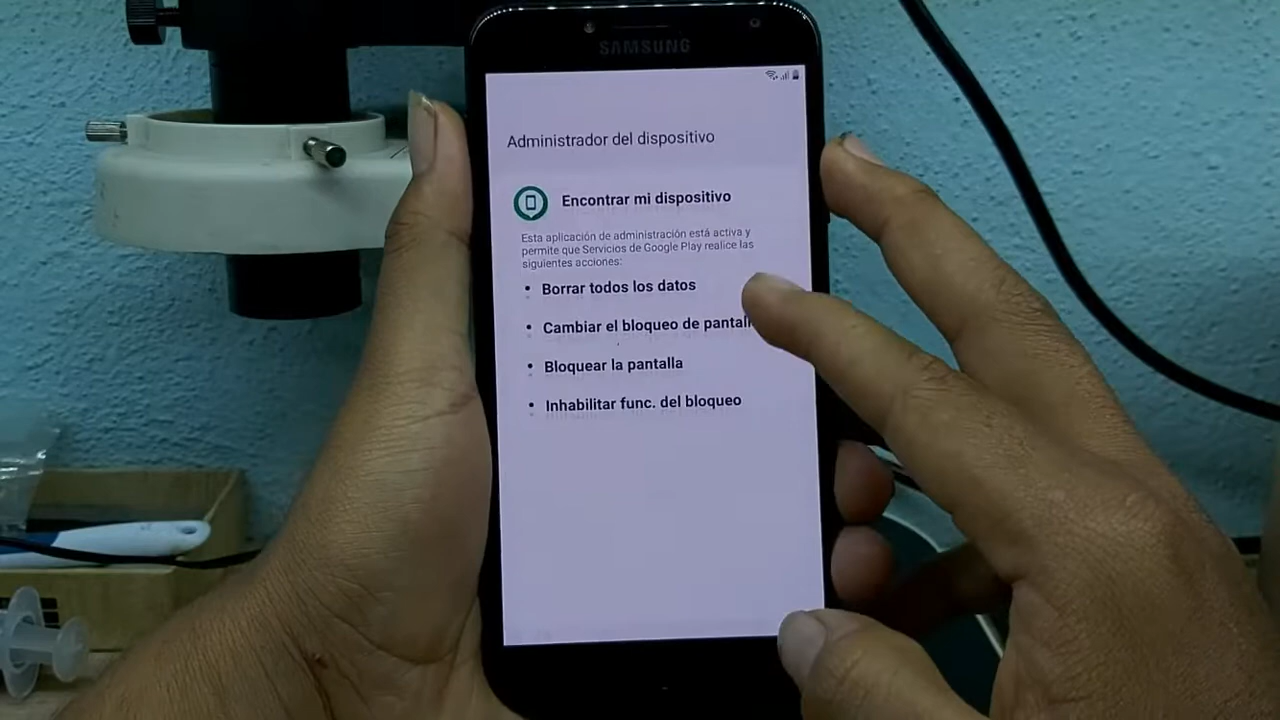 SAMSUNG
Administrador del dispositivo
Encontrar mi dispositivo
Esta aplicación de administración está activa y
permite que Servicios de Google Play realice las
siguientes acciones:
• Borrar todos los datos
• Cambiar el bloqueo de
• Bloquear la pantalla
• Inhabilitar func. del bloqueo